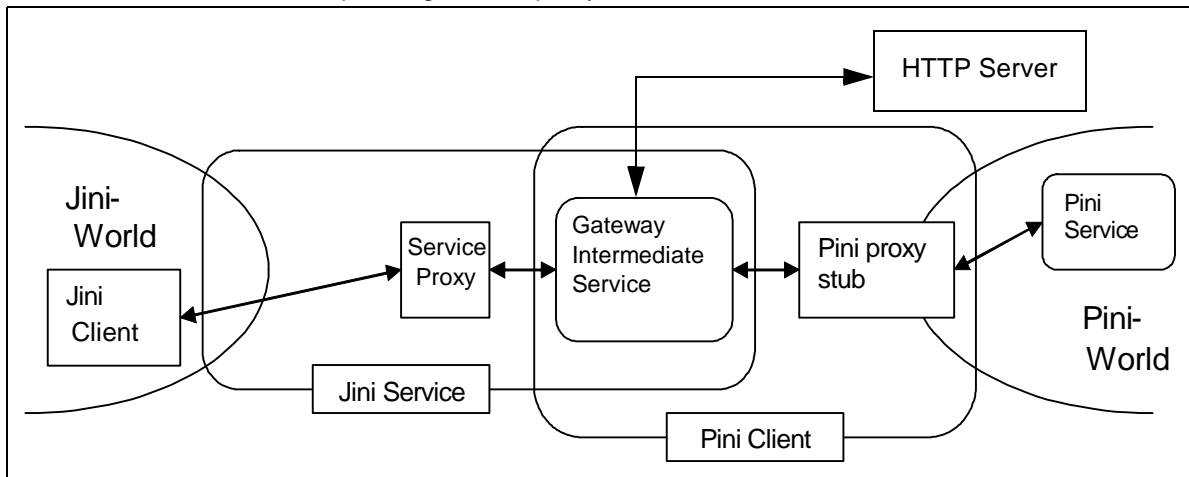 HTTP Server
Jini-
World
Jini
Client
Service
Proxy
Gateway
Intermediate
Service
Pini proxy
stub
Pini
Service
Pini-
World
Jini Service
Pini Client